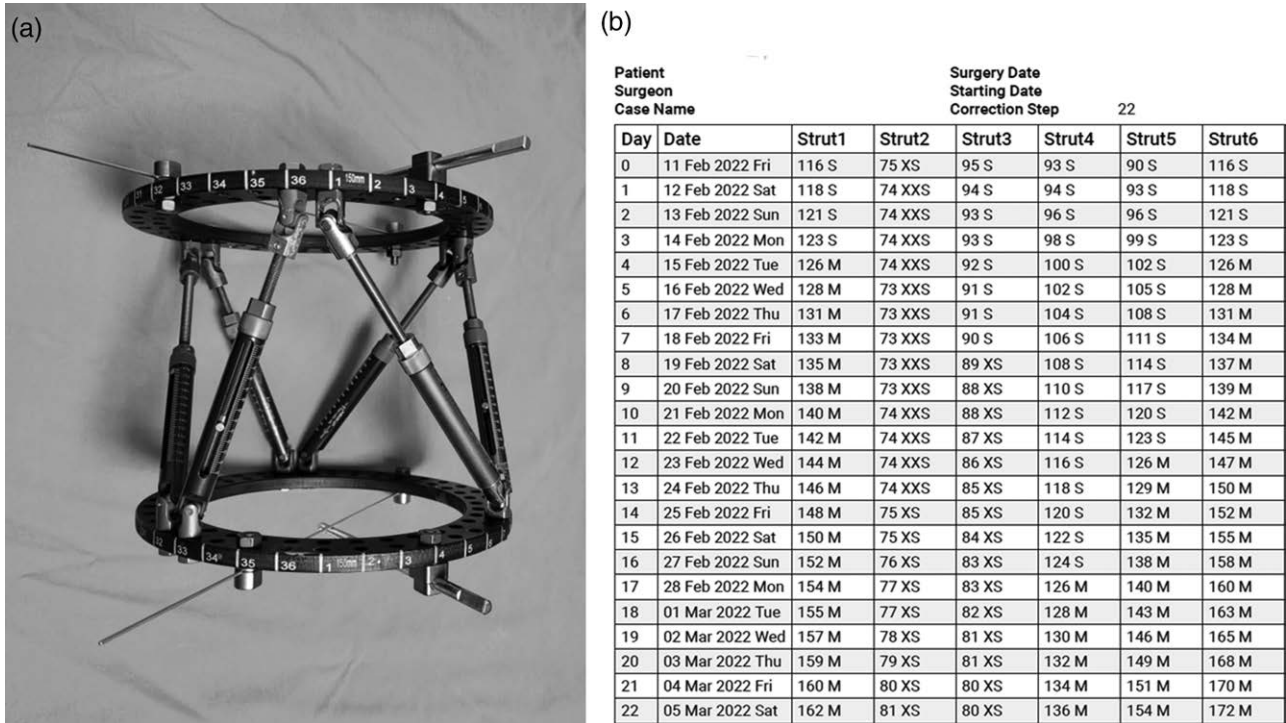 (a)
31 32 33 34 35 36 1 150mm 2 3 4 5
32 33 34 35 36 1 150mm 2 3 4 5
(b)
Patient Surgery Date
Surgeon Starting Date
Case Name Correction Step 22
Day Date Strut1 Strut2 Strut3 Strut4 Strut5 Strut6
0 11 Feb 2022 Fri 116 S 75 XS 95 S 93 S 90 S 116 S
1 12 Feb 2022 Sat 118 S 74 XXS 94 S 94 S 93 S 118 S
2 13 Feb 2022 Sun 121 S 74 XXS 93 S 96 S 96 S 121 S
3 14 Feb 2022 Mon 123 S 74 XXS 93 S 98 S 99 S 123 S
4 15 Feb 2022 Tue 126 M 74 XXS 92 S 100 S 102 S 126 M
5 16 Feb 2022 Wed 128 M 73 XXS 91 S 102 S 105 S 128 M
6 17 Feb 2022 Thu 131 M 73 XXS 91 S 104 S 108 S 131 M
7 18 Feb 2022 Fri 133 M 73 XXS 90 S 106 S 111 S 134 M
8 19 Feb 2022 Sat 135 M 73 XXS 89 XS 108 S 114 S 137 M
9 20 Feb 2022 Sun 138 M 73 XXS 88 XS 110 S 117 S 139 M
10 21 Feb 2022 Mon 140 M 74 XXS 88 XS 112 S 120 S 142 M
11 22 Feb 2022 Tue 142 M 74 XXS 87 XS 114 S 123 S 145 M
12 23 Feb 2022 Wed 144 M 74 XXS 86 XS 116 S 126 M 147 M
13 24 Feb 2022 Thu 146 M 74 XXS 85 XS 118 S 129 M 150 M
14 25 Feb 2022 Fri 148 M 75 XS 85 XS 120 S 132 M 152 M
15 26 Feb 2022 Sat 150 M 75 XS 84 XS 122 S 135 M 155 M
16 27 Feb 2022 Sun 152 M 76 XS 83 XS 124 S 138 M 158 M
17 28 Feb 2022 Mon 154 M 77 XS 83 XS 126 M 140 M 160 M
18 01 Mar 2022 Tue 155 M 77 XS 82 XS 128 M 143 M 163 M
19 02 Mar 2022 Wed 157 M 78 XS 81 XS 130 M 146 M 165 M
20 03 Mar 2022 Thu 159 M 79 XS 81 XS 132 M 149 M 168 M
21 04 Mar 2022 Fri 160 M 80 XS 80 XS 134 M 151 M 170 M
22 05 Mar 2022 Sat 162 M 81 XS 80 XS 136 M 154 M 172 M